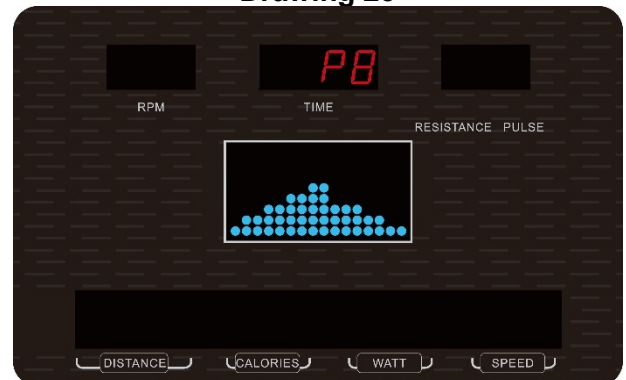 P8
RPM TIME
RESISTANCE PULSE
DISTANCE CALORIES WATT SPEED